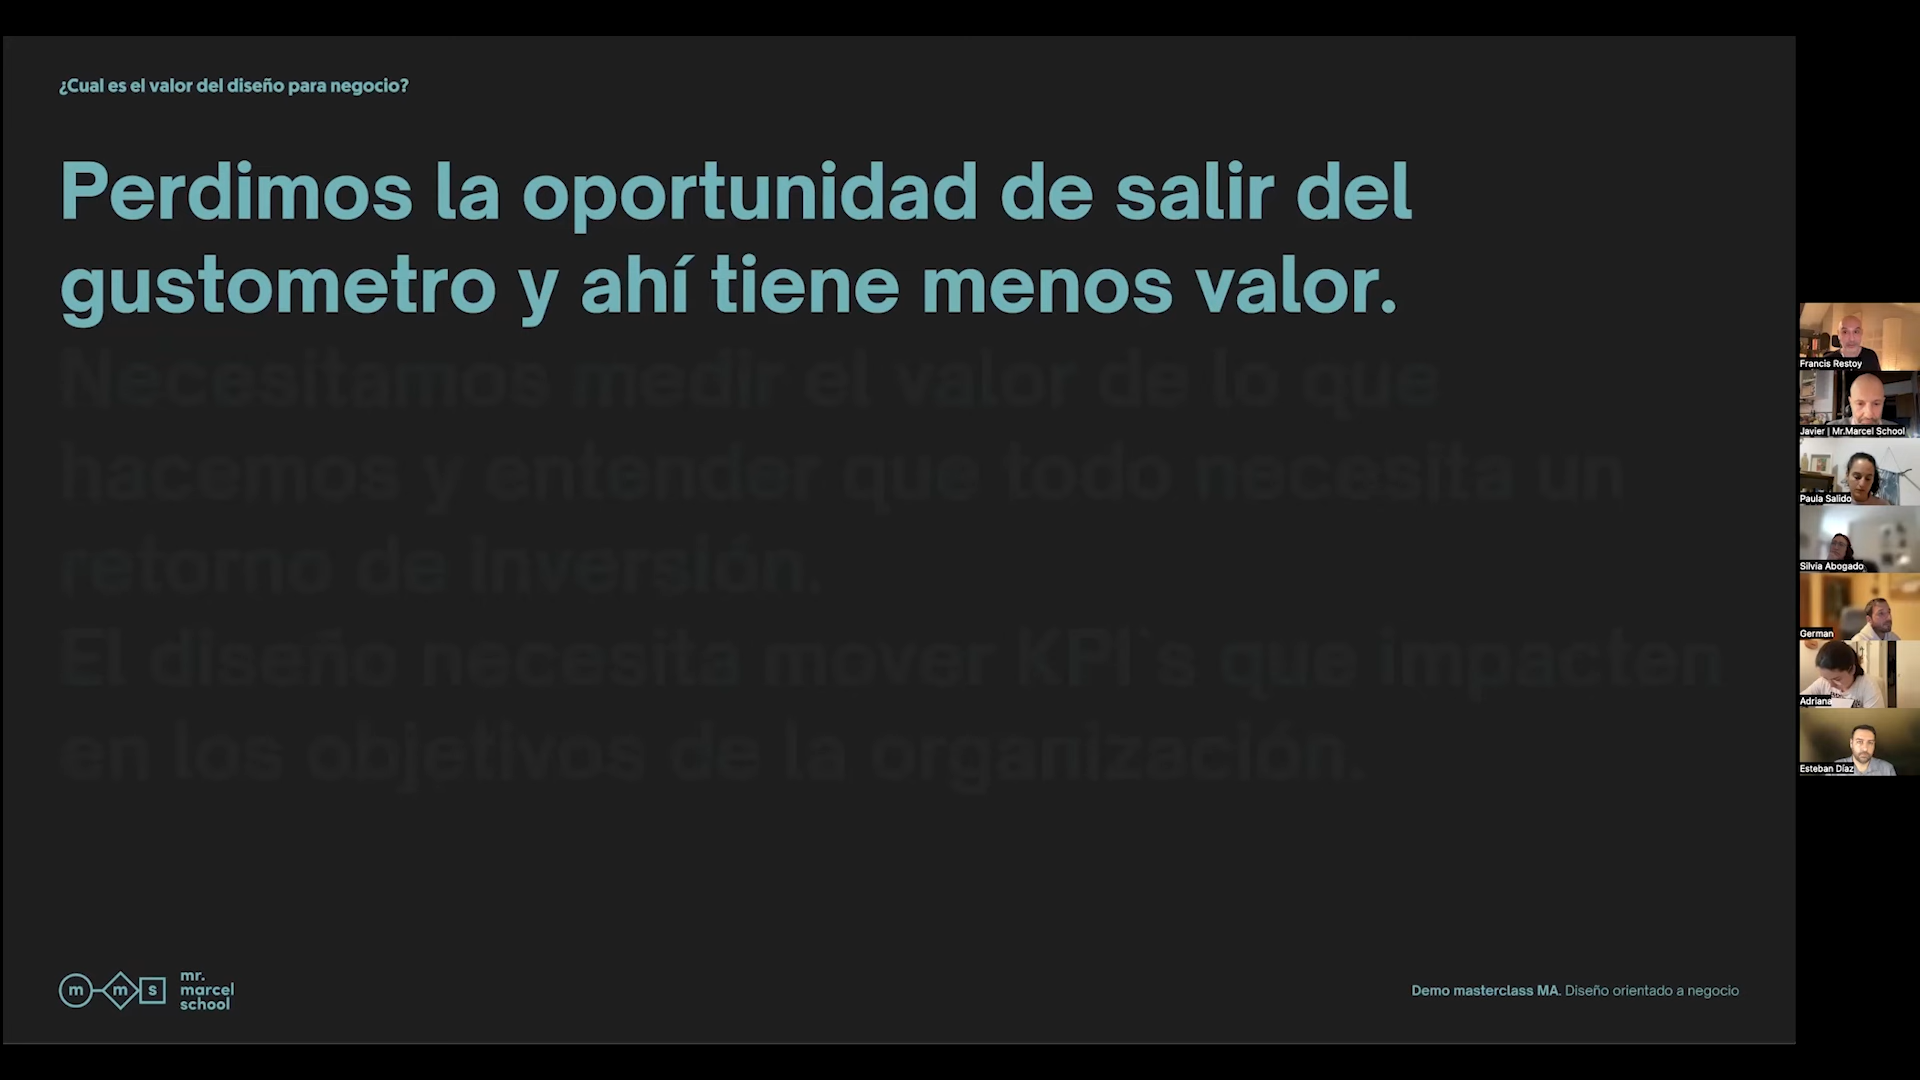 ¿Cual es el valor del diseño para negocio?
Perdimos la oportunidad de salir del
gustometro y ahí tiene menos valor.
Necesitamos medir el valor de lo que
hacemos y entender que todo necesita un
retorno de inversión.
El diseño necesita mover KPI`s que impacten
en los objetivos de la organización.
m m s
mr.
marcel
school
Demo masterclass MA. Diseño orientado a negocio
Francis Restoy
Javier | Mr.Marcel School
Paula Salido
Silvia Abogado
German
Adriana
Esteban Díaz